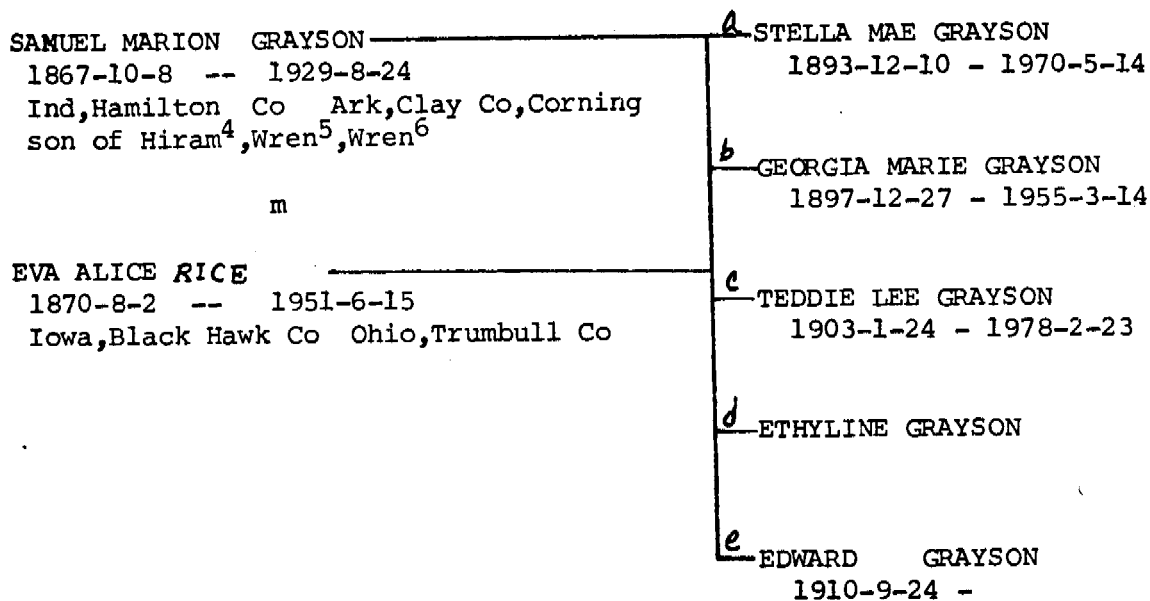 SAMUEL MARION GRAYSON
1867-10-8 -- 1929-8-24
Ind,Hamilton Co Ark,Clay Co,Corning
son of Hiram⁴,Wren⁵,Wren⁶
m
EVA ALICE RICE
1870-8-2 -- 1951-6-15
Iowa,Black Hawk Co Ohio,Trumbull Co
a STELLA MAE GRAYSON
1893-12-10 - 1970-5-14
b GEORGIA MARIE GRAYSON
1897-12-27 - 1955-3-14
c TEDDIE LEE GRAYSON
1903-1-24 - 1978-2-23
d ETHYLINE GRAYSON
e EDWARD GRAYSON
1910-9-24 -